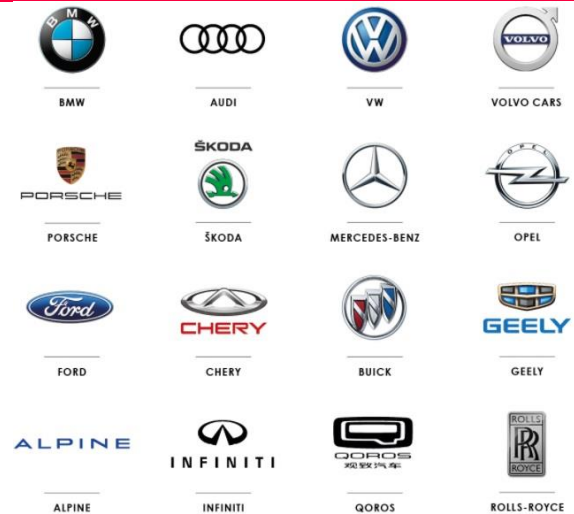 BMW
VOLVO
BMW
AUDI
VW
VOLVO CARS
ŠKODA
OPEL
PORSCHE
PORSCHE
ŠKODA
MERCEDES-BENZ
OPEL
Ford
CHERY
GEELY
FORD
CHERY
BUICK
GEELY
ROLLS
ALPINE
INFINITI
QOROS
观致汽车
RR
ROYCE
ALPINE
INFINITI
QOROS
ROLLS-ROYCE